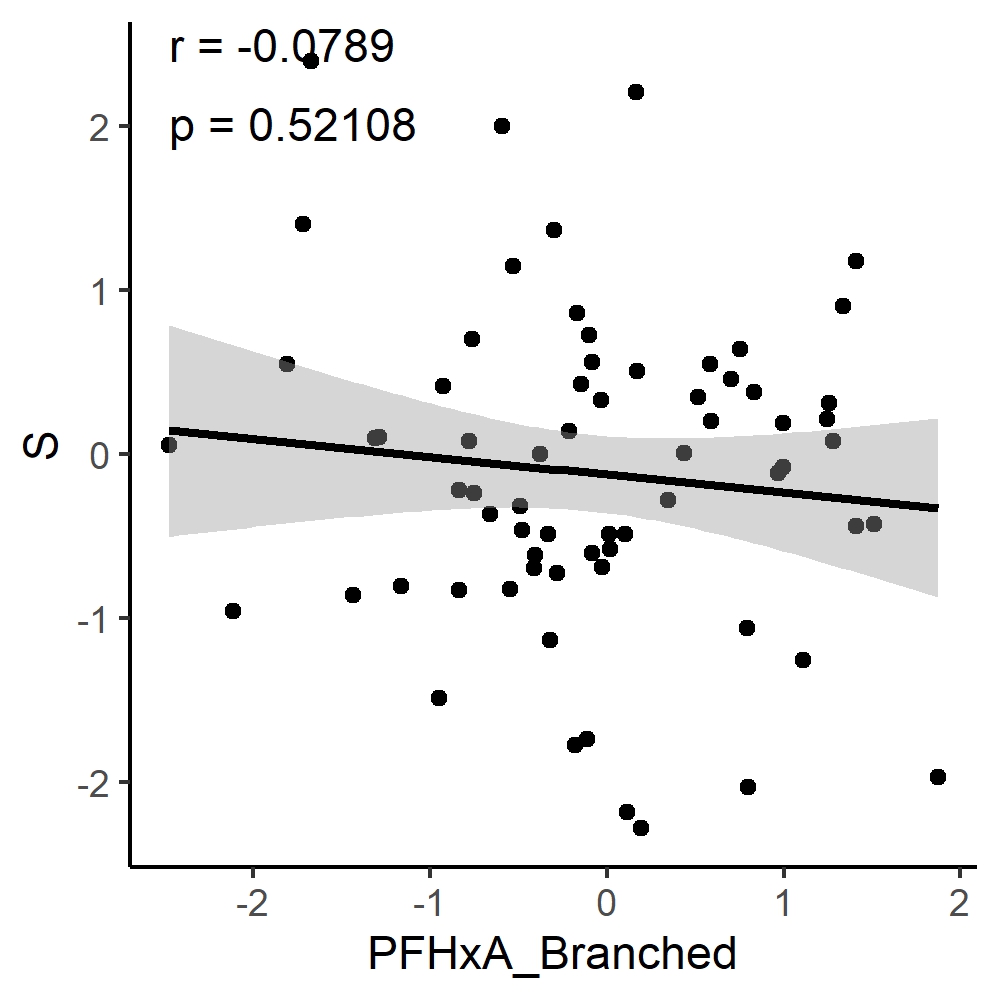 r = -0.0789
p = 0.52108
2
1
0
-1
-2
S
-2 -1 0 1 2
PFHxA_Branched